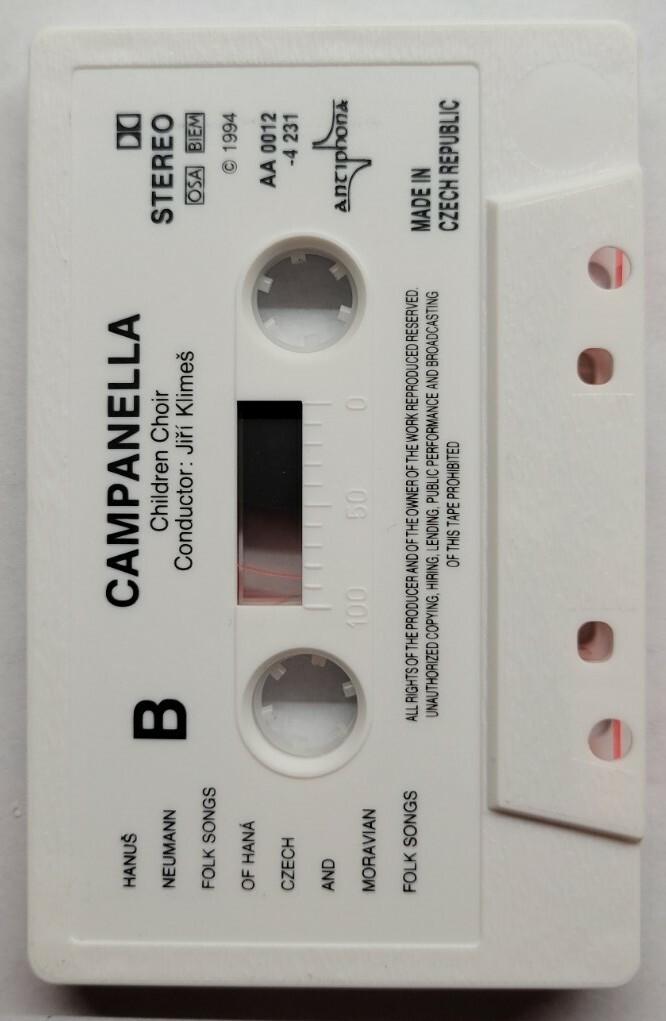 CAMPANELLA
Children Choir
Conductor: Jiří Klimeš
B
STEREO
OSA BIEM
© 1994
AA 0012
-4 231
antiphona
MADE IN
CZECH REPUBLIC
HANUŠ
NEUMANN
FOLK SONGS
OF HANÁ
CZECH
AND
MORAVIAN
FOLK SONGS
100 50 0
ALL RIGHTS OF THE PRODUCER AND OF THE OWNER OF THE WORK REPRODUCED RESERVED.
UNAUTHORIZED COPYING, HIRING, LENDING, PUBLIC PERFORMANCE AND BROADCASTING
OF THIS TAPE PROHIBITED